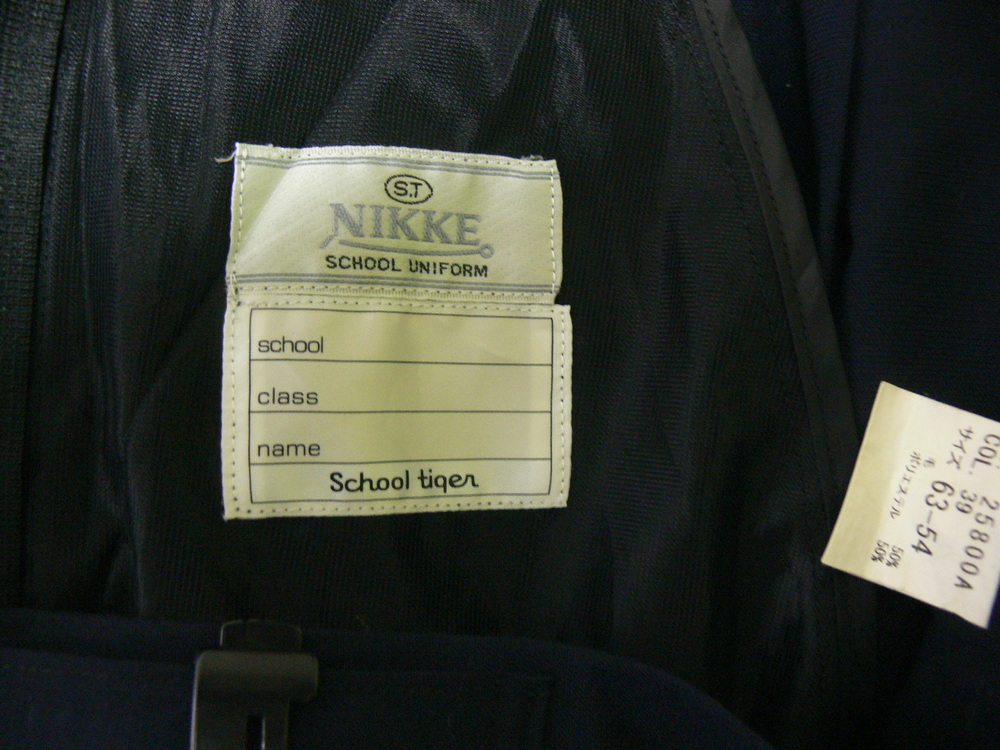 S.T
NIKKE
SCHOOL UNIFORM
school
class
name
School tiger
25800A
COL. 39
サイズ 63-54
毛 50%
ポリエステル 50%